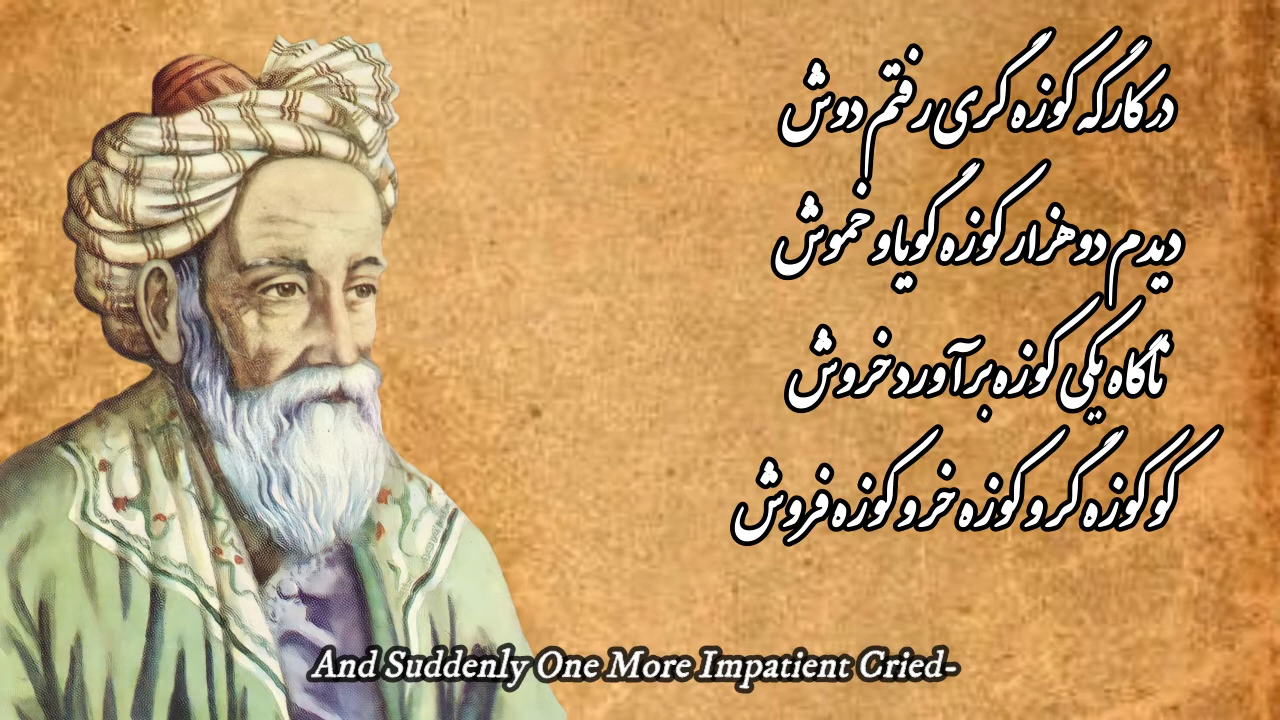 در کارگه کوزه گری رفتم دوش
دیدم دو هزار کوزه گویا و خموش
ناگاه یکی کوزه برآورد خروش
کو کوزه گر و کوزه خر و کوزه فروش
And Suddenly One More Impatient Cried-